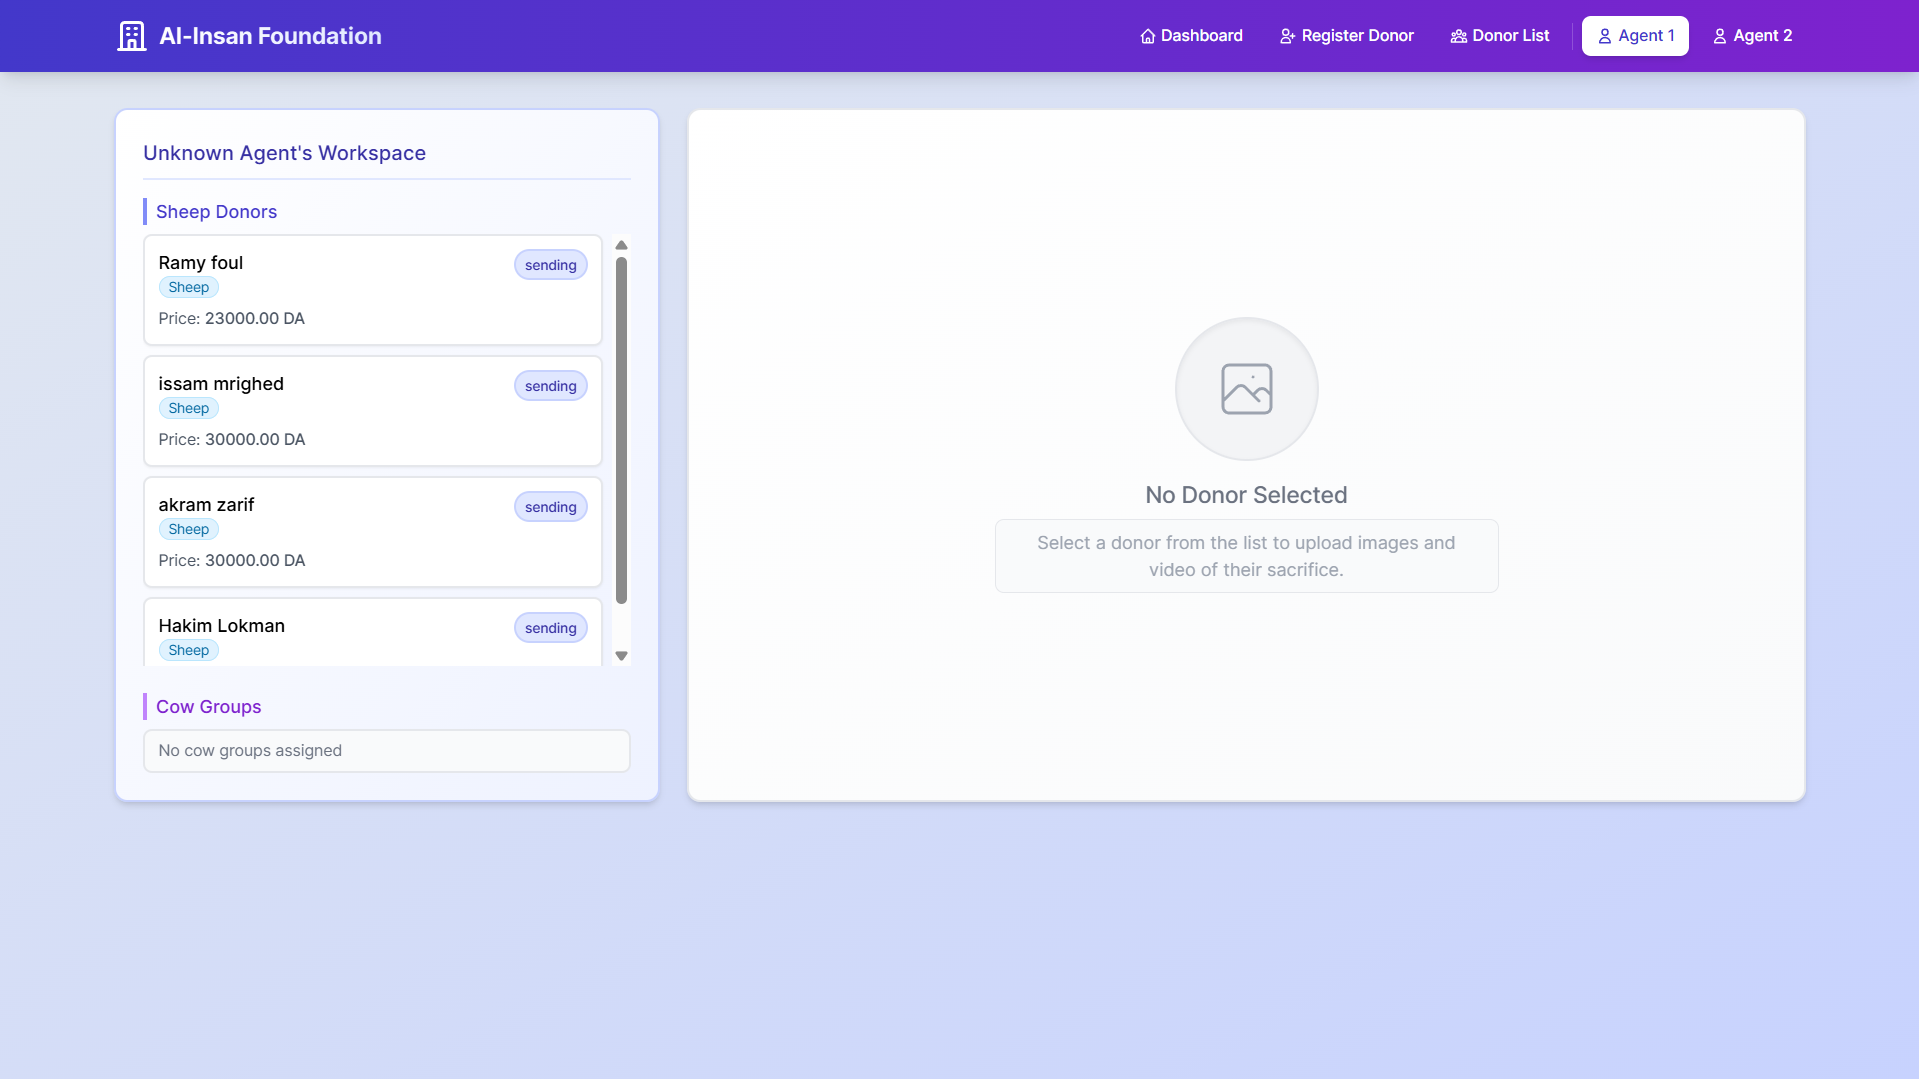 Al-Insan Foundation
Dashboard
Register Donor
Donor List
Agent 1
Agent 2
Unknown Agent's Workspace
Sheep Donors
Ramy foul
sending
Sheep
Price: 23000.00 DA
issam mrighed
sending
Sheep
Price: 30000.00 DA
akram zarif
sending
Sheep
Price: 30000.00 DA
Hakim Lokman
sending
Sheep
Cow Groups
No cow groups assigned
No Donor Selected
Select a donor from the list to upload images and
video of their sacrifice.